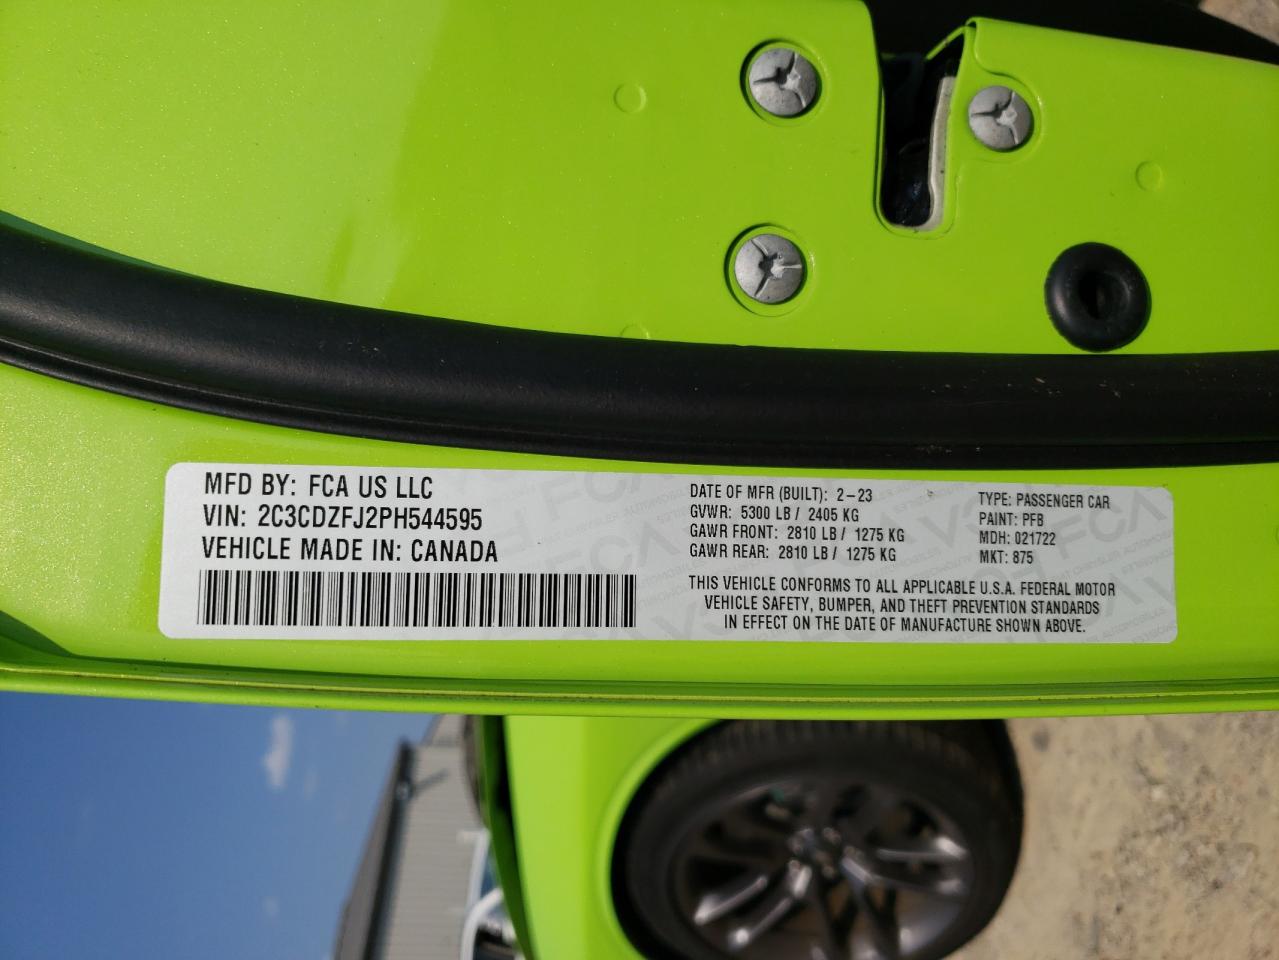 MFD BY: FCA US LLC
VIN: 2C3CDZFJ2PH544595
VEHICLE MADE IN: CANADA
DATE OF MFR (BUILT): 2-23
GVWR: 5300 LB / 2405 KG
GAWR FRONT: 2810 LB / 1275 KG
GAWR REAR: 2810 LB / 1275 KG
TYPE: PASSENGER CAR
PAINT: PFB
MDH: 021722
MKT: 875
THIS VEHICLE CONFORMS TO ALL APPLICABLE U.S.A. FEDERAL MOTOR
VEHICLE SAFETY, BUMPER, AND THEFT PREVENTION STANDARDS
IN EFFECT ON THE DATE OF MANUFACTURE SHOWN ABOVE.